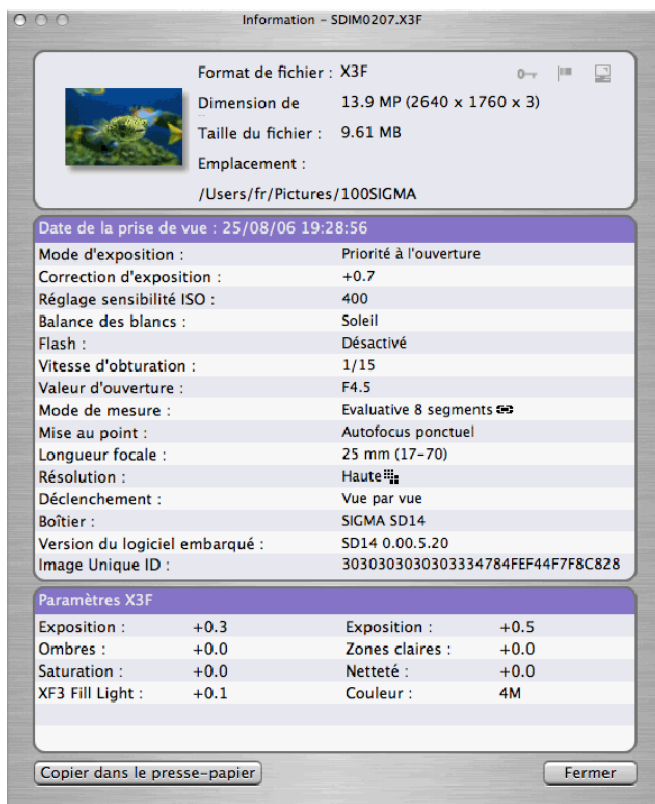 Information - SDIM0207.X3F
Format de fichier : X3F
Dimension de 13.9 MP (2640 x 1760 x 3)
Taille du fichier : 9.61 MB
Emplacement :
/Users/fr/Pictures/100SIGMA
Date de la prise de vue : 25/08/06 19:28:56
Mode d'exposition : Priorité à l'ouverture
Correction d'exposition : +0.7
Réglage sensibilité ISO : 400
Balance des blancs : Soleil
Flash : Désactivé
Vitesse d'obturation : 1/15
Valeur d'ouverture : F4.5
Mode de mesure : Evaluative 8 segments
Mise au point : Autofocus ponctuel
Longueur focale : 25 mm (17-70)
Résolution : Haute
Déclenchement : Vue par vue
Boîtier : SIGMA SD14
Version du logiciel embarqué : SD14 0.00.5.20
Image Unique ID : 3030303030303334784FEF44F7F8C828
Paramètres X3F
Exposition : +0.3 Exposition : +0.5
Ombres : +0.0 Zones claires : +0.0
Saturation : +0.0 Netteté : +0.0
XF3 Fill Light : +0.1 Couleur : 4M
Copier dans le presse-papier Fermer